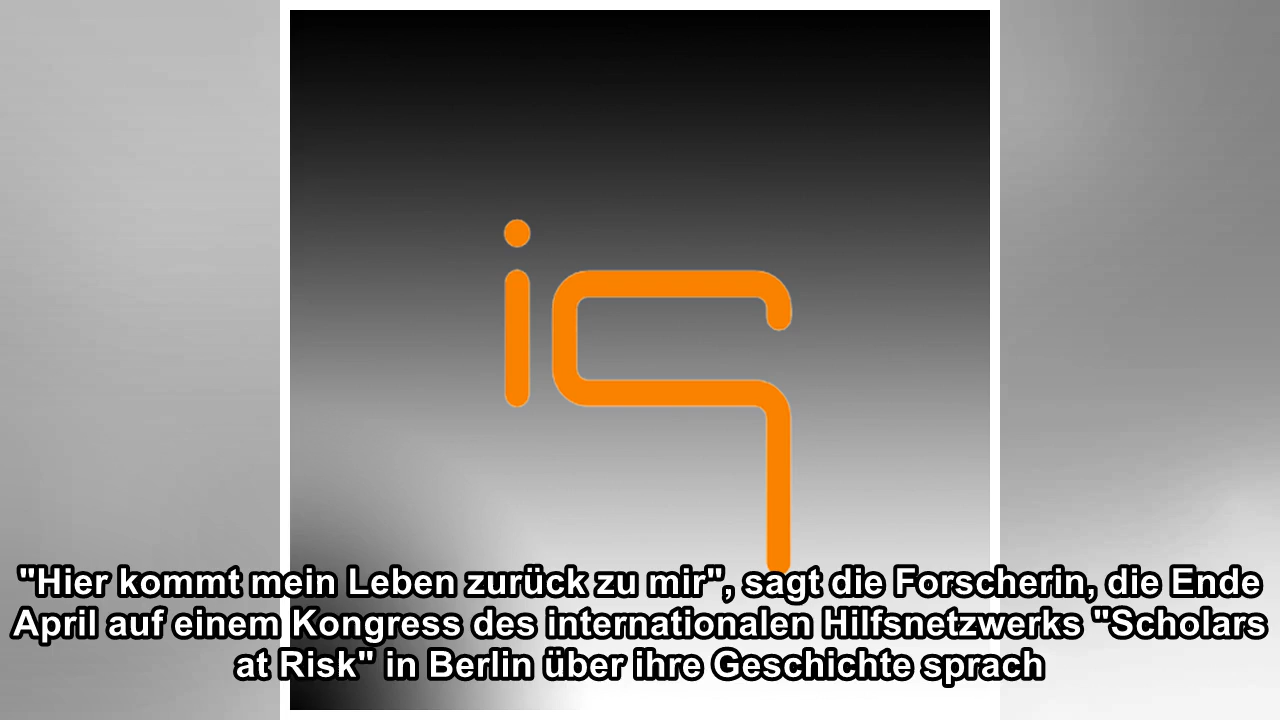 iq
"Hier kommt mein Leben zurück zu mir", sagt die Forscherin, die Ende
April auf einem Kongress des internationalen Hilfsnetzwerks "Scholars
at Risk" in Berlin über ihre Geschichte sprach